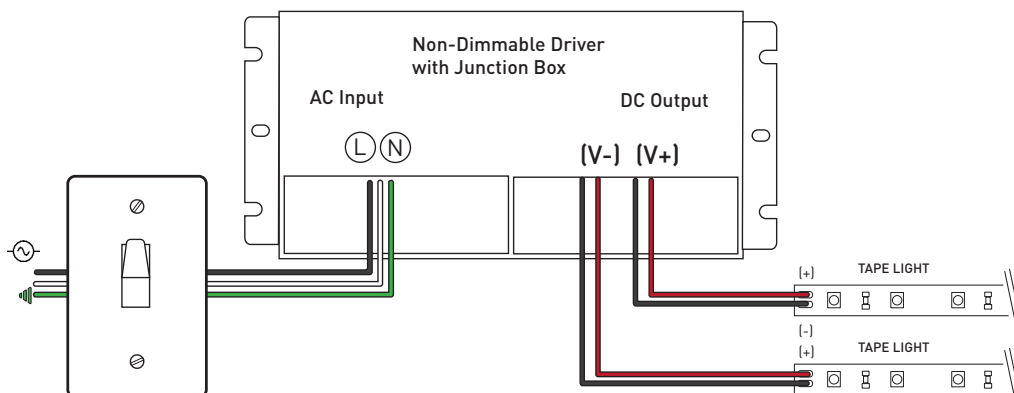 Non-Dimmable Driver
with Junction Box
AC Input
DC Output
L N
(V-) (V+)
(+) TAPE LIGHT
(-)
(+) TAPE LIGHT